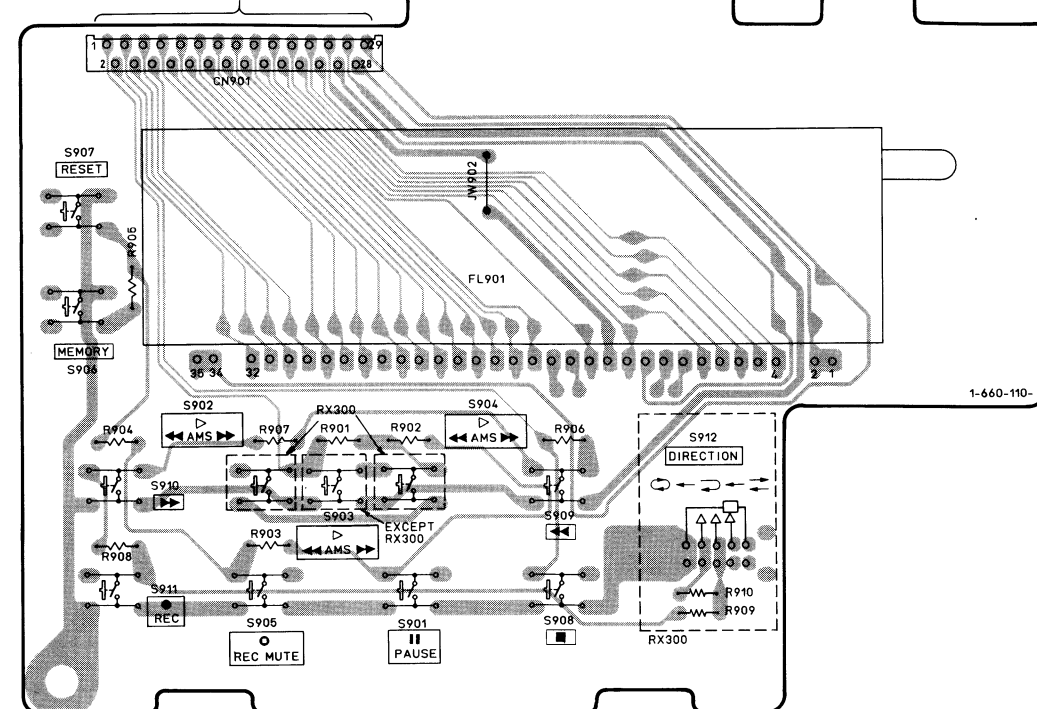 1 29
2 28
CN901
S907
RESET
R905
JW902
FL901
MEMORY
S906
35 34 32 4 2 1
1-660-110-
S902
AMS
RX300
S904
AMS
R904
R907
R901
R902
R906
S912
DIRECTION
S910
S903
AMS
EXCEPT
RX300
S909
R903
R908
R910
R909
S911
REC
S905
REC MUTE
S901
PAUSE
S908
RX300